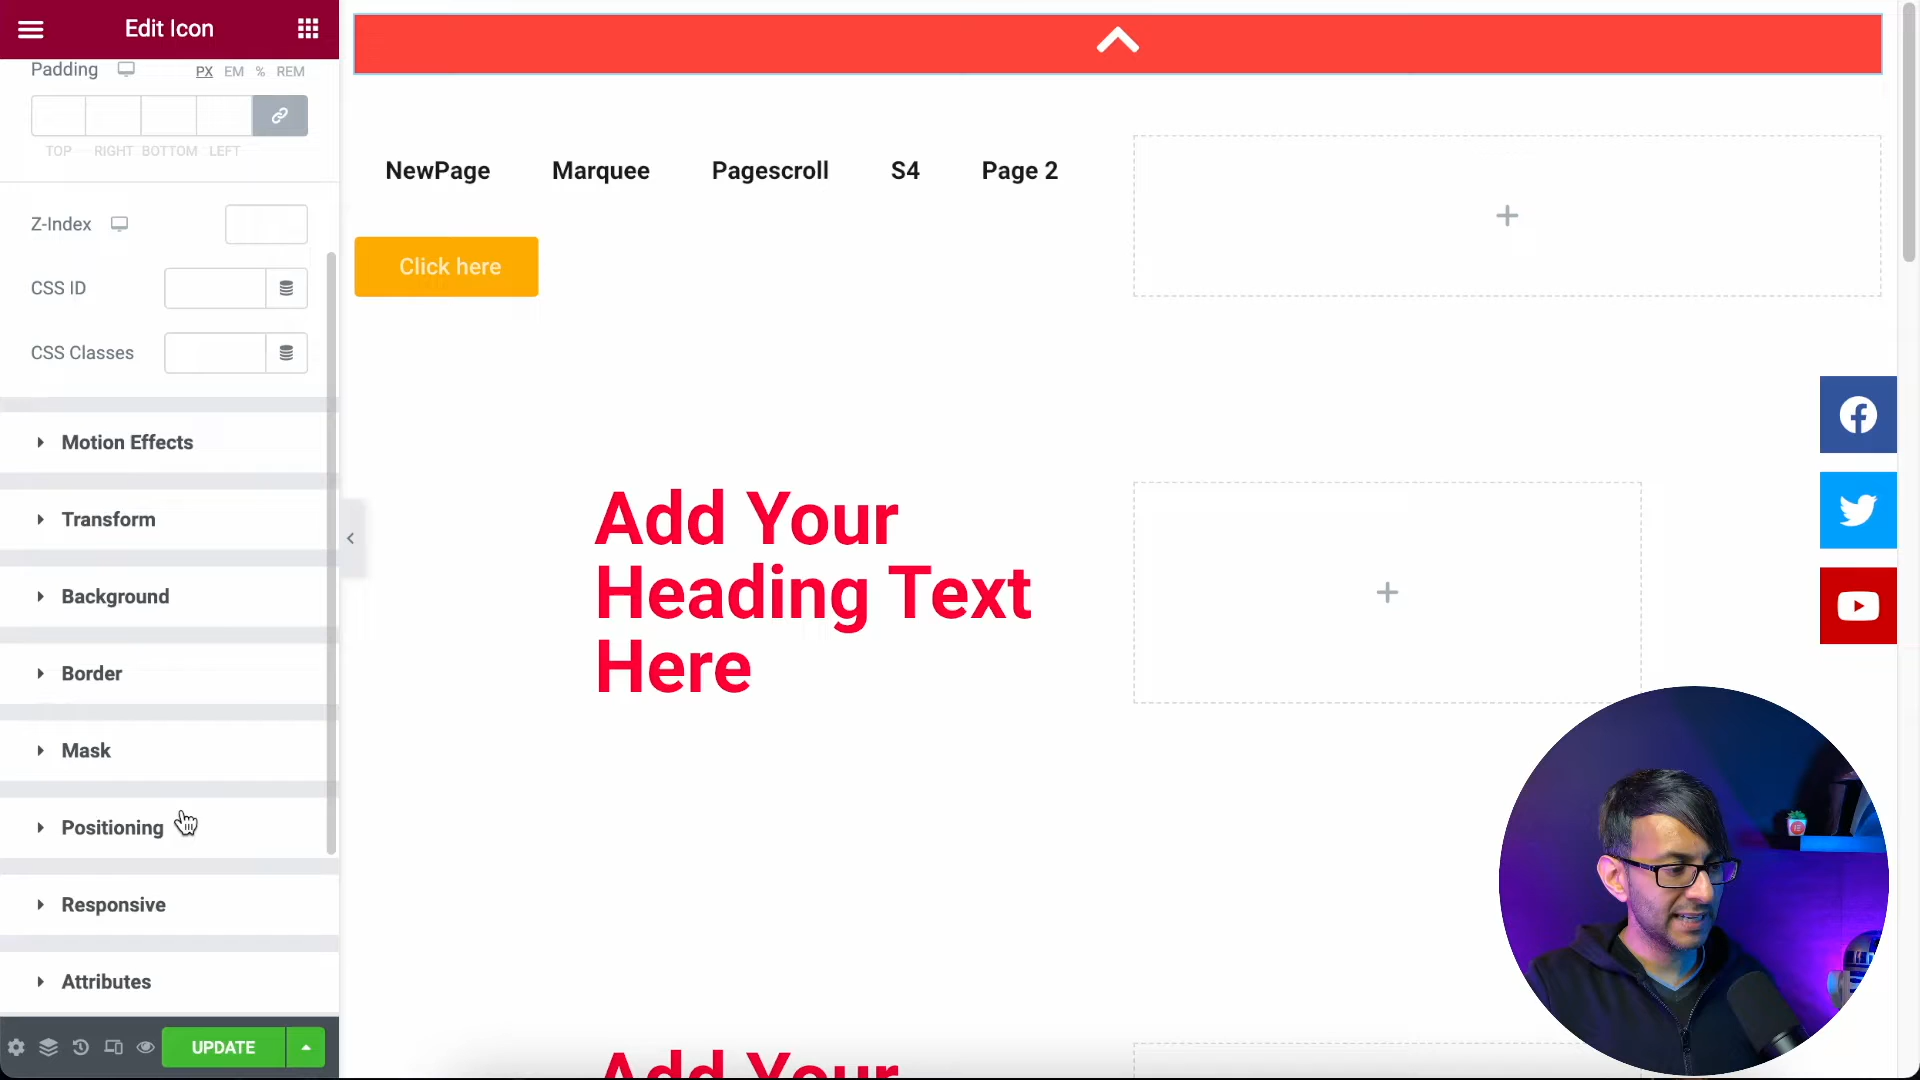 Edit Icon
Padding PX EM % REM
TOP RIGHT BOTTOM LEFT
Z-Index
CSS ID
CSS Classes
Motion Effects
Transform
Background
Border
Mask
Positioning
Responsive
Attributes
UPDATE
NewPage Marquee Pagescroll S4 Page 2
Click here
Add Your
Heading Text
Here
Add Your